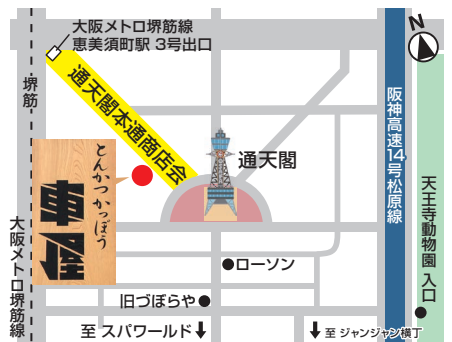 大阪メトロ堺筋線
恵美須町駅 3号出口
N
堺筋
通天閣本通商店会
阪神高速14号松原線
とんかつかっぽう
車屋
通天閣
天王寺動物園 入口
大阪メトロ堺筋線
ローソン
旧づぼらや
至 スパワールド
至 ジャンジャン横丁